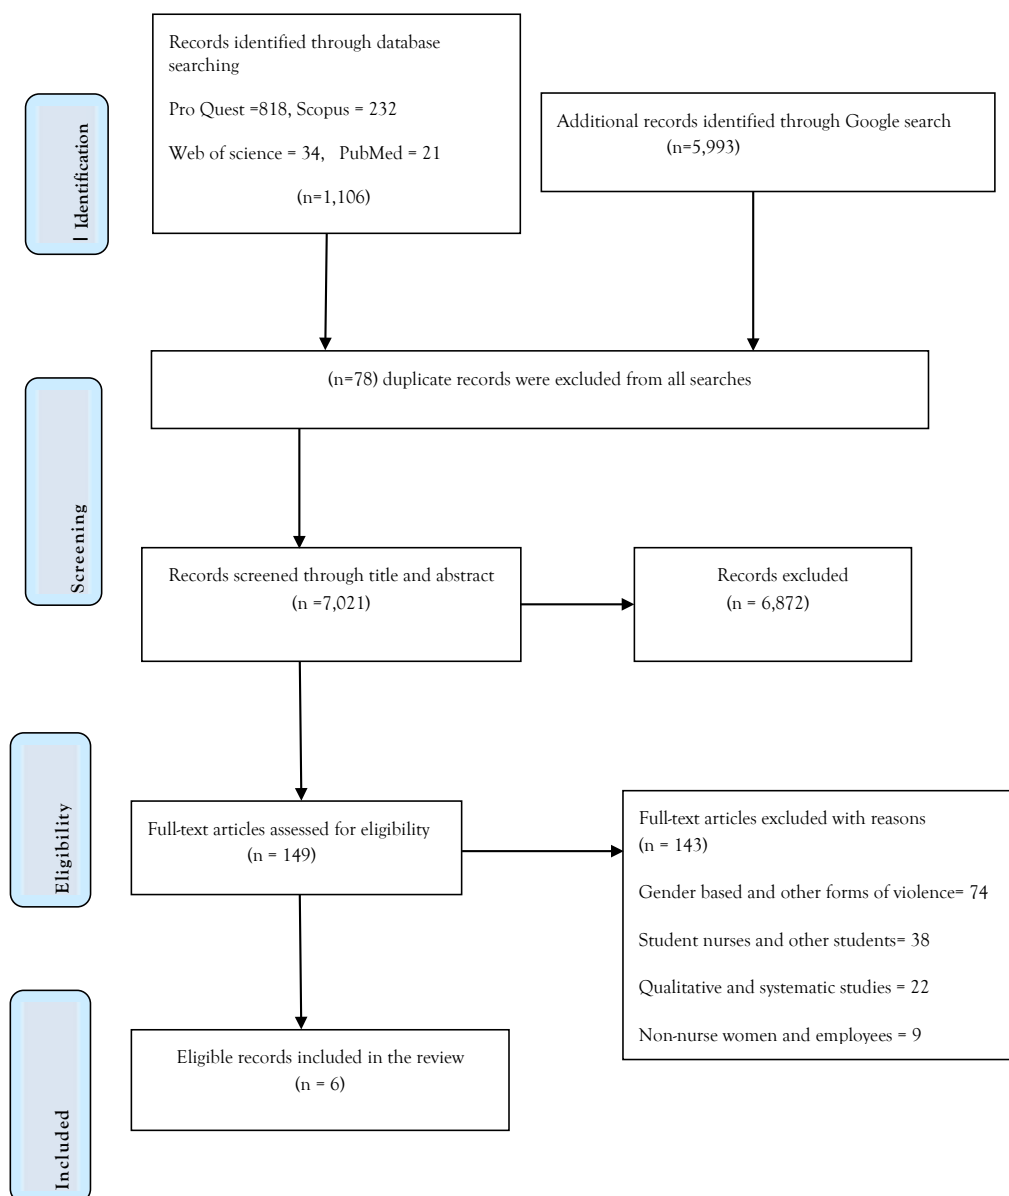 Records identified through database
searching
Pro Quest =818, Scopus = 232
Web of science = 34, PubMed = 21
(n=1,106)
Additional records identified through Google search
(n=5,993)
| Identification
(n=78) duplicate records were excluded from all searches
Screening
Records screened through title and abstract
(n =7,021)
Records excluded
(n = 6,872)
Eligibility
Full-text articles assessed for eligibility
(n = 149)
Full-text articles excluded with reasons
(n = 143)
Gender based and other forms of violence= 74
Student nurses and other students= 38
Qualitative and systematic studies = 22
Non-nurse women and employees = 9
Included
Eligible records included in the review
(n = 6)